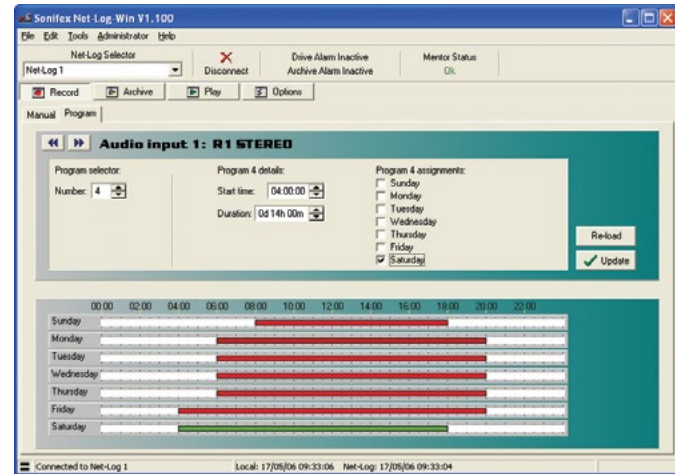 Sonifex Net-Log-Win V1.100
File Edit Tools Administrator Help
Net-Log Selector
Net-Log 1
Disconnect
Drive Alarm Inactive
Archive Alarm Inactive
Mentor Status
Ok
Record Archive Play Options
Manual Program
Audio input 1: R1 STEREO
Program selector:
Number: 4
Program 4 details:
Start time: 04:00:00
Duration: 0d 14h 00m
Program 4 assignments:
Sunday
Monday
Tuesday
Wednesday
Thursday
Friday
Saturday
Re-load
Update
00:00 02:00 04:00 06:00 08:00 10:00 12:00 14:00 16:00 18:00 20:00 22:00
Sunday
Monday
Tuesday
Wednesday
Thursday
Friday
Saturday
Connected to Net-Log 1 Local: 17/05/06 09:33:06 Net-Log: 17/05/06 09:33:04